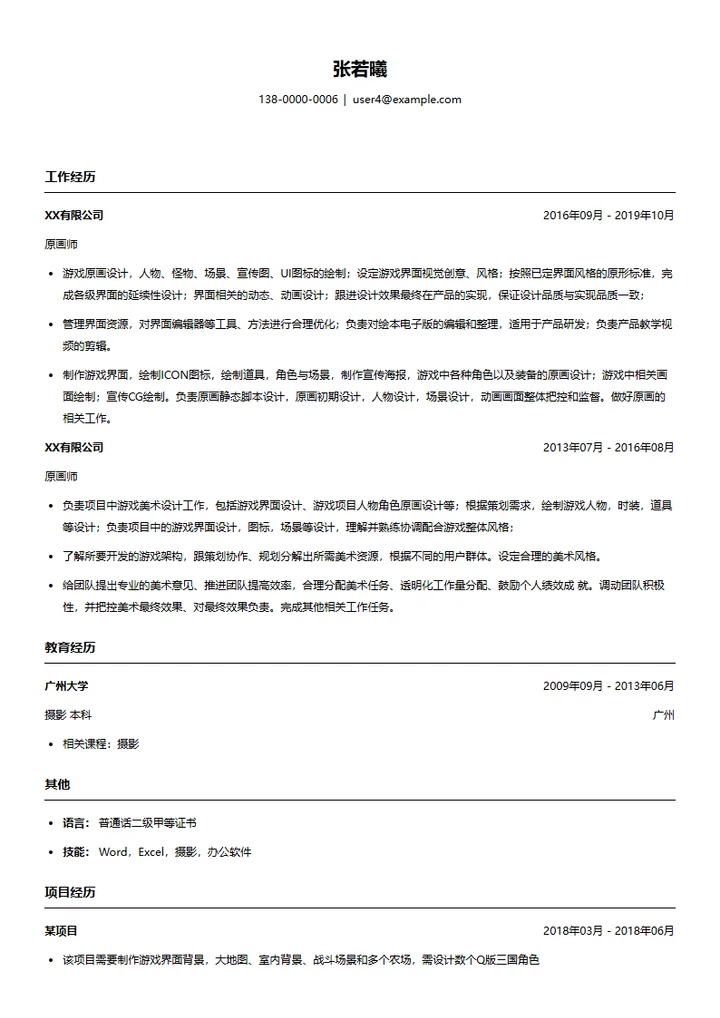 张若曦
138-0000-0006 | user4@example.com
工作经历
XX有限公司 2016年09月 - 2019年10月
原画师
• 游戏原画设计，人物、怪物、场景、宣传图、UI图标的绘制；设定游戏界面视觉创意、风格；按照已定界面风格的原形标准，完
成各级界面的延续性设计；界面相关的动态、动画设计；跟进设计效果最终在产品的实现，保证设计品质与实现品质一致；
• 管理界面资源，对界面编辑器等工具、方法进行合理优化；负责对绘本电子版的编辑和整理，适用于产品研发；负责产品教学视
频的剪辑。
• 制作游戏界面，绘制ICON图标，绘制道具，角色与场景，制作宣传海报，游戏中各种角色以及装备的原画设计；游戏中相关画
面绘制；宣传CG绘制。负责原画静态脚本设计，原画初期设计，人物设计，场景设计，动画画面整体把控和监督。做好原画的
相关工作。
XX有限公司 2013年07月 - 2016年08月
原画师
• 负责项目中游戏美术设计工作，包括游戏界面设计、游戏项目人物角色原画设计等；根据策划需求，绘制游戏人物，时装，道具
等设计；负责项目中的游戏界面设计，图标，场景等设计，理解并熟练协调配合游戏整体风格；
• 了解所要开发的游戏架构，跟策划协作、规划分解出所需美术资源，根据不同的用户群体。设定合理的美术风格。
• 给团队提出专业的美术意见、推进团队提高效率，合理分配美术任务、透明化工作量分配、鼓励个人绩效成 就。调动团队积极
性，并把控美术最终效果、对最终效果负责。完成其他相关工作任务。
教育经历
广州大学 2009年09月 - 2013年06月
摄影 本科 广州
• 相关课程：摄影
其他
• 语言： 普通话二级甲等证书
• 技能： Word，Excel，摄影，办公软件
项目经历
某项目 2018年03月 - 2018年06月
• 该项目需要制作游戏界面背景，大地图、室内背景、战斗场景和多个农场，需设计数个Q版三国角色